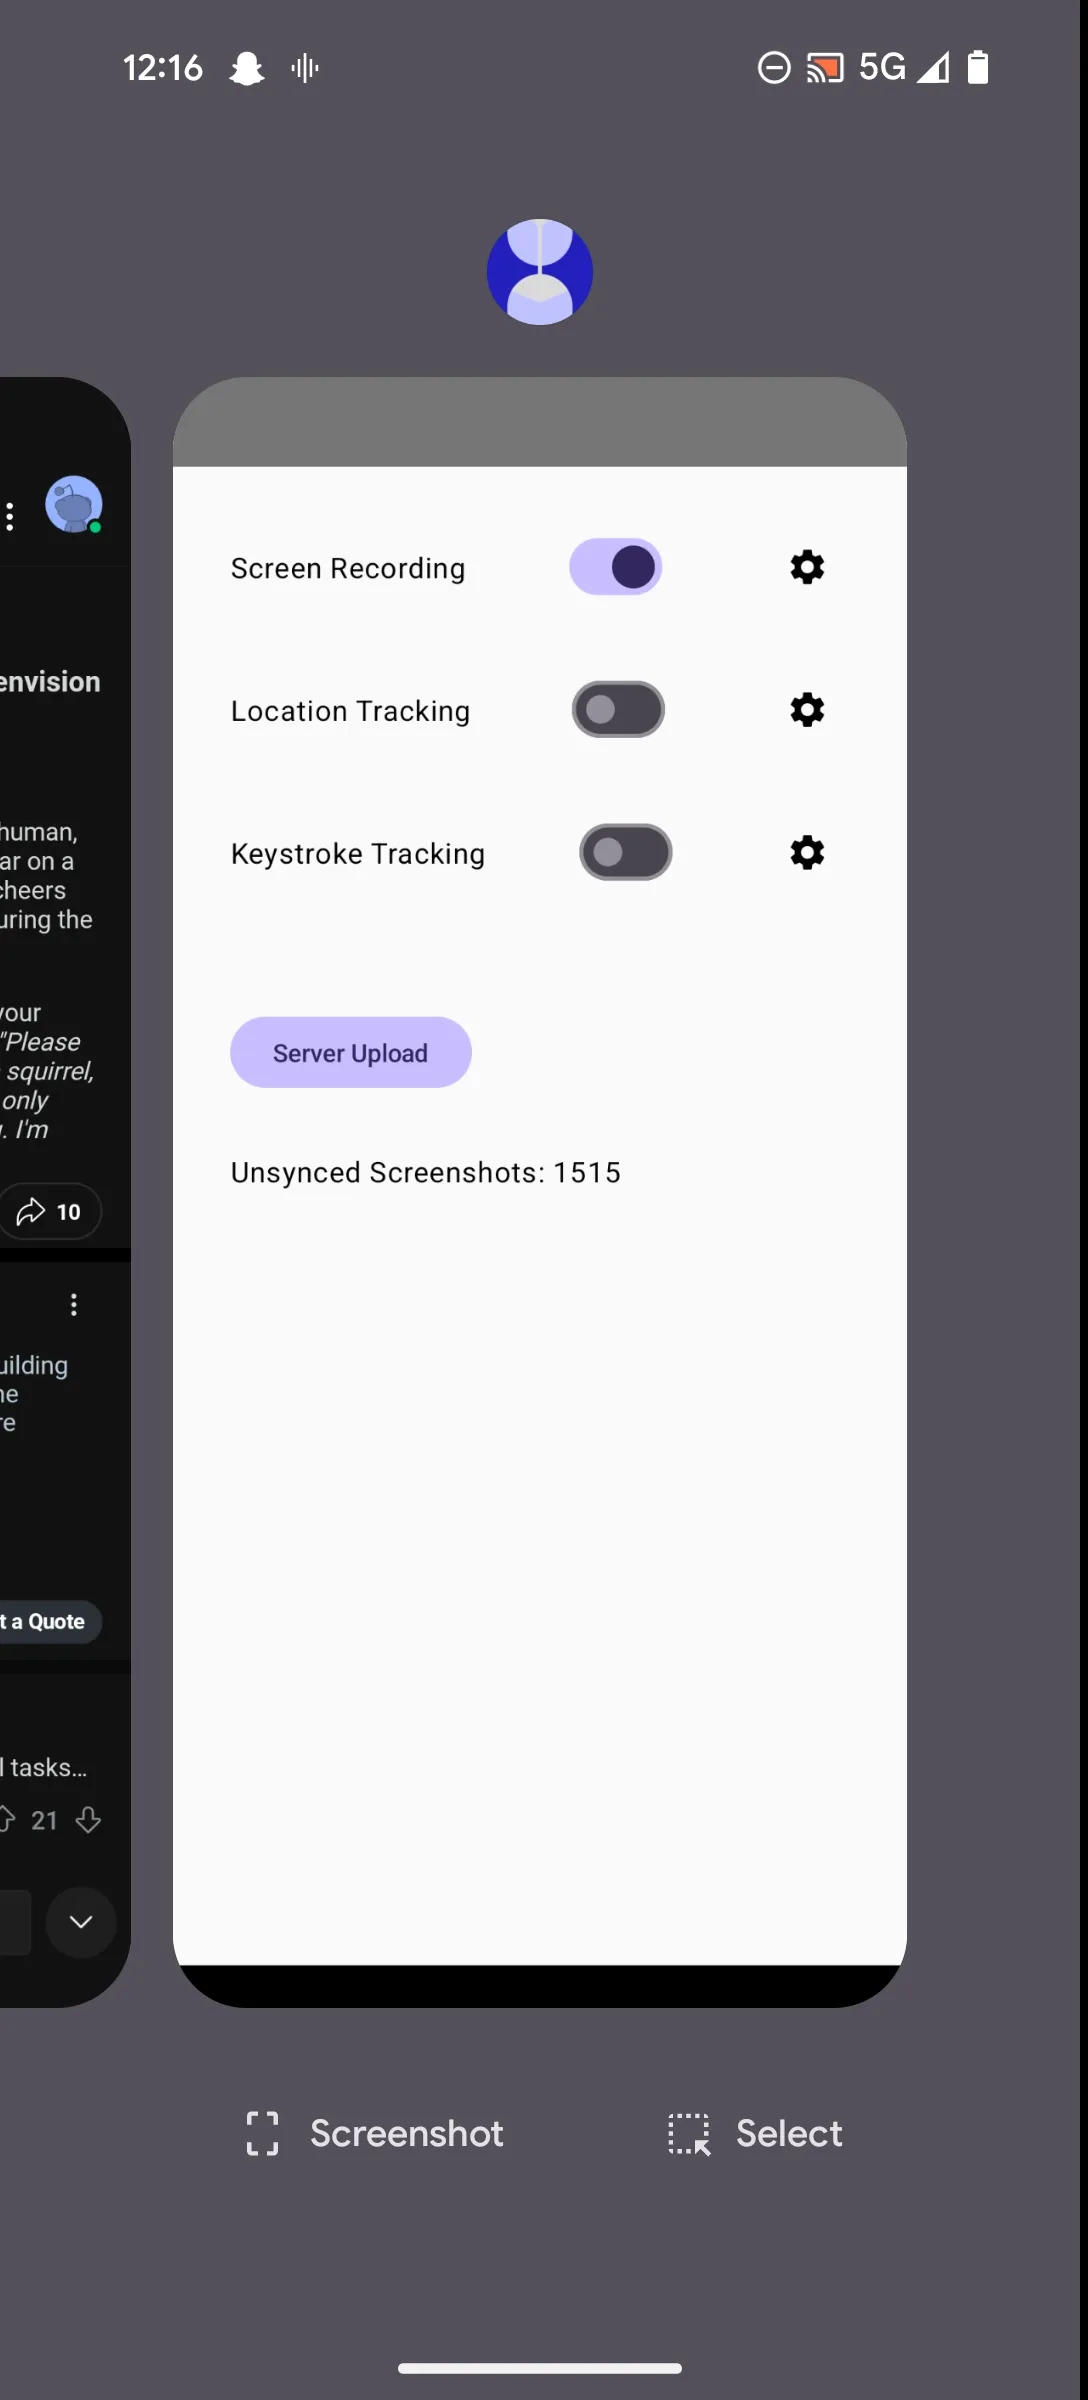 12:16
5G
envision
human,
ar on a
cheers
uring the
your
"Please
squirrel,
only
. I'm
10
uilding
ne
re
t a Quote
l tasks...
21
Screen Recording
Location Tracking
Keystroke Tracking
Server Upload
Unsynced Screenshots: 1515
Screenshot
Select